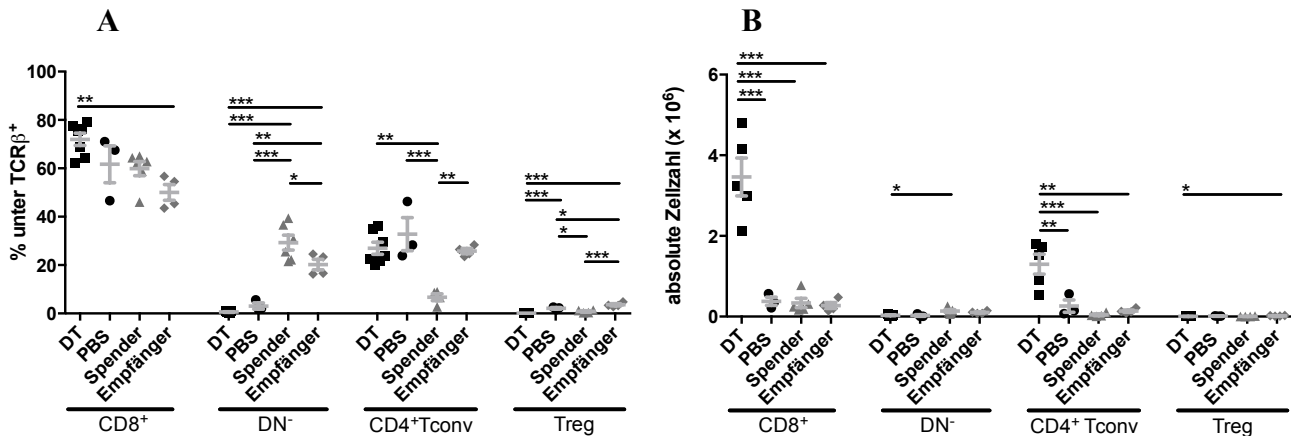 A
B
% unter TCRβ⁺
100
80
60
40
20
0
**
***
***
**
***
*
**
***
**
***
***
*
*
***
DT
PBS
Spender
Empfänger
DT
PBS
Spender
Empfänger
DT
PBS
Spender
Empfänger
DT
PBS
Spender
Empfänger
CD8⁺
DN⁻
CD4⁺Tconv
Treg
absolute Zellzahl (x 10⁶)
6
4
2
0
***
***
***
*
**
***
**
*
DT
PBS
Spender
Empfänger
DT
PBS
Spender
Empfänger
DT
PBS
Spender
Empfänger
DT
PBS
Spender
Empfänger
CD8⁺
DN⁻
CD4⁺ Tconv
Treg